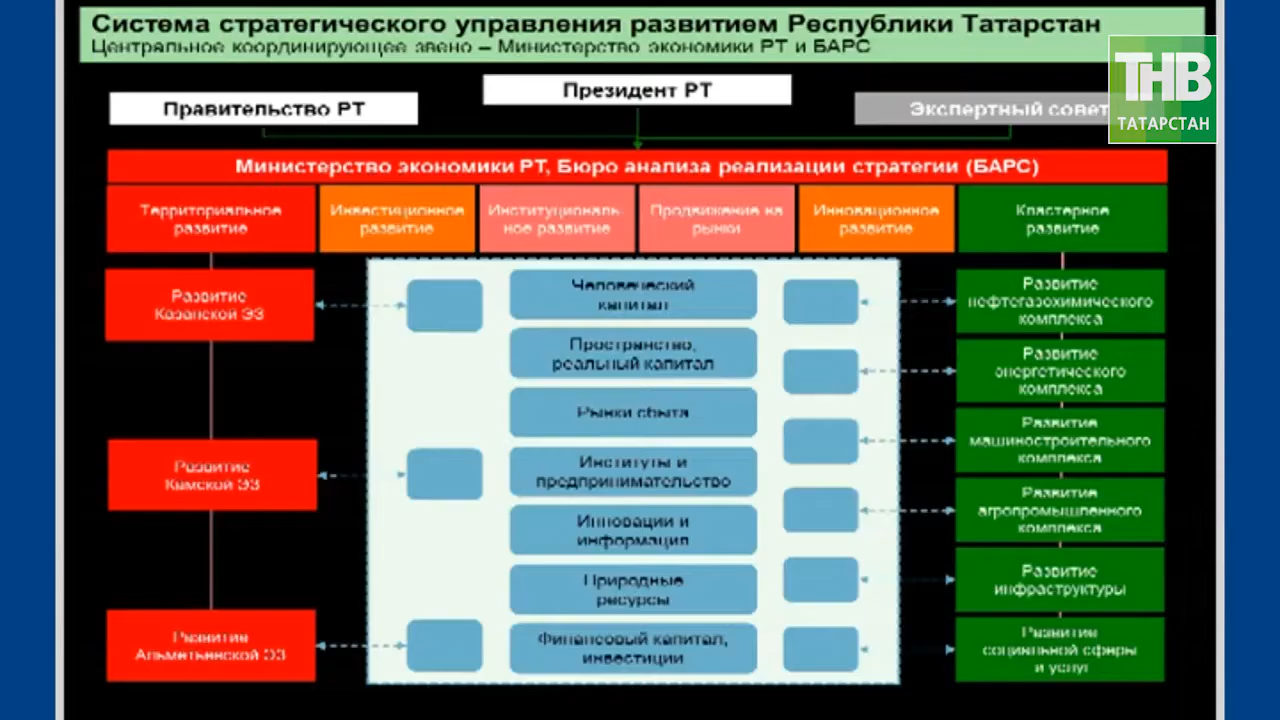 Система стратегического управления развитием Республики Татарстан
Центральное координирующее звено – Министерство экономики РТ и БАРС
ТНВ
ТАТАРСТАН
Президент РТ
Правительство РТ
Экспертный совет
Министерство экономики РТ, Бюро анализа реализации стратегии (БАРС)
Территориальное
развитие
Инвестиционное
развитие
Институциональ-
ное развитие
Продвижение на
рынки
Инновационное
развитие
Кластерное
развитие
Развитие
Казанской ЭЗ
Развитие
Камской ЭЗ
Развитие
Альметьевской ЭЗ
Человеческий
капитал
Пространство,
реальный капитал
Рынки сбыта
Институты и
предпринимательство
Инновации и
информация
Природные
ресурсы
Финансовый капитал,
инвестиции
Развитие
нефтегазохимического
комплекса
Развитие
энергетического
комплекса
Развитие
машиностроительного
комплекса
Развитие
агропромышленного
комплекса
Развитие
инфраструктуры
Развитие
социальной сферы
и услуг